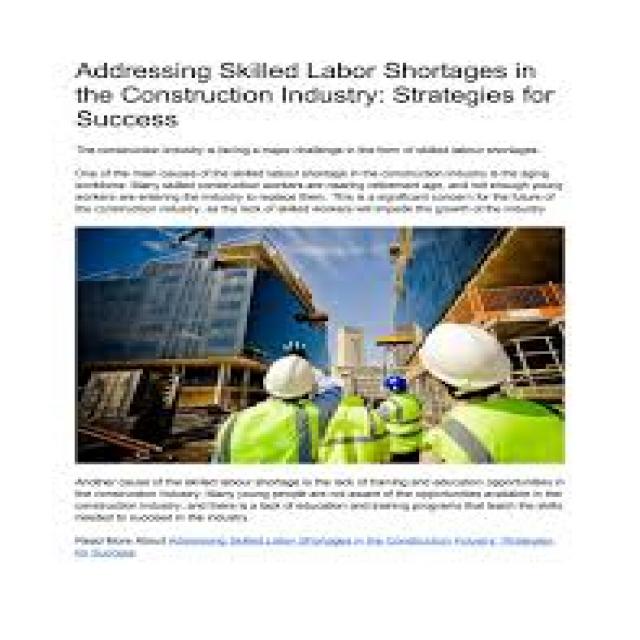 Addressing Skilled Labor Shortages in
the Construction Industry: Strategies for
Success
The construction industry is facing a major challenge in the form of skilled labour shortages.
One of the main causes of the skilled labour shortage in the construction industry is the aging
workforce. Many skilled construction workers are nearing retirement age, and not enough young
workers are entering the industry to replace them. This is a significant concern for the future of
the construction industry, as the lack of skilled workers will impede the growth of the industry
Another cause of the skilled labour shortage is the lack of training and education opportunities in
the construction industry. Many young people are not aware of the opportunities available in the
construction industry, and there is a lack of education and training programs that teach the skills
needed to succeed in the industry.
Read More About Addressing Skilled Labor Shortages in the Construction Industry: Strategies
for Success